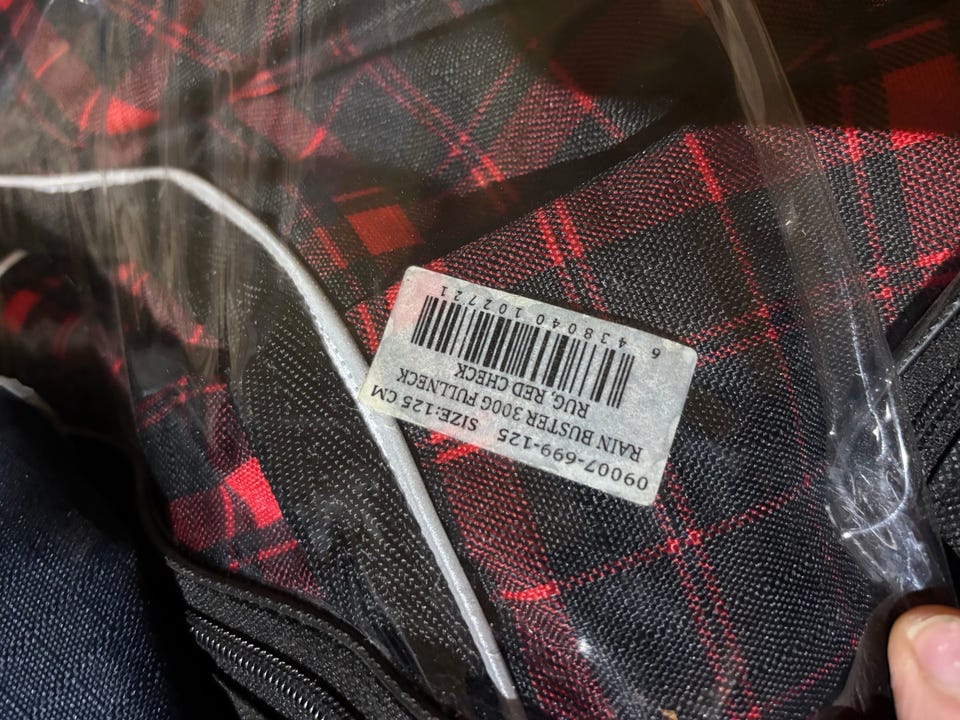 09007-699-125 SIZE:125 CM
RAIN BUSTER 300G FULLNECK
RUG, RED CHECK
6 438040 102721